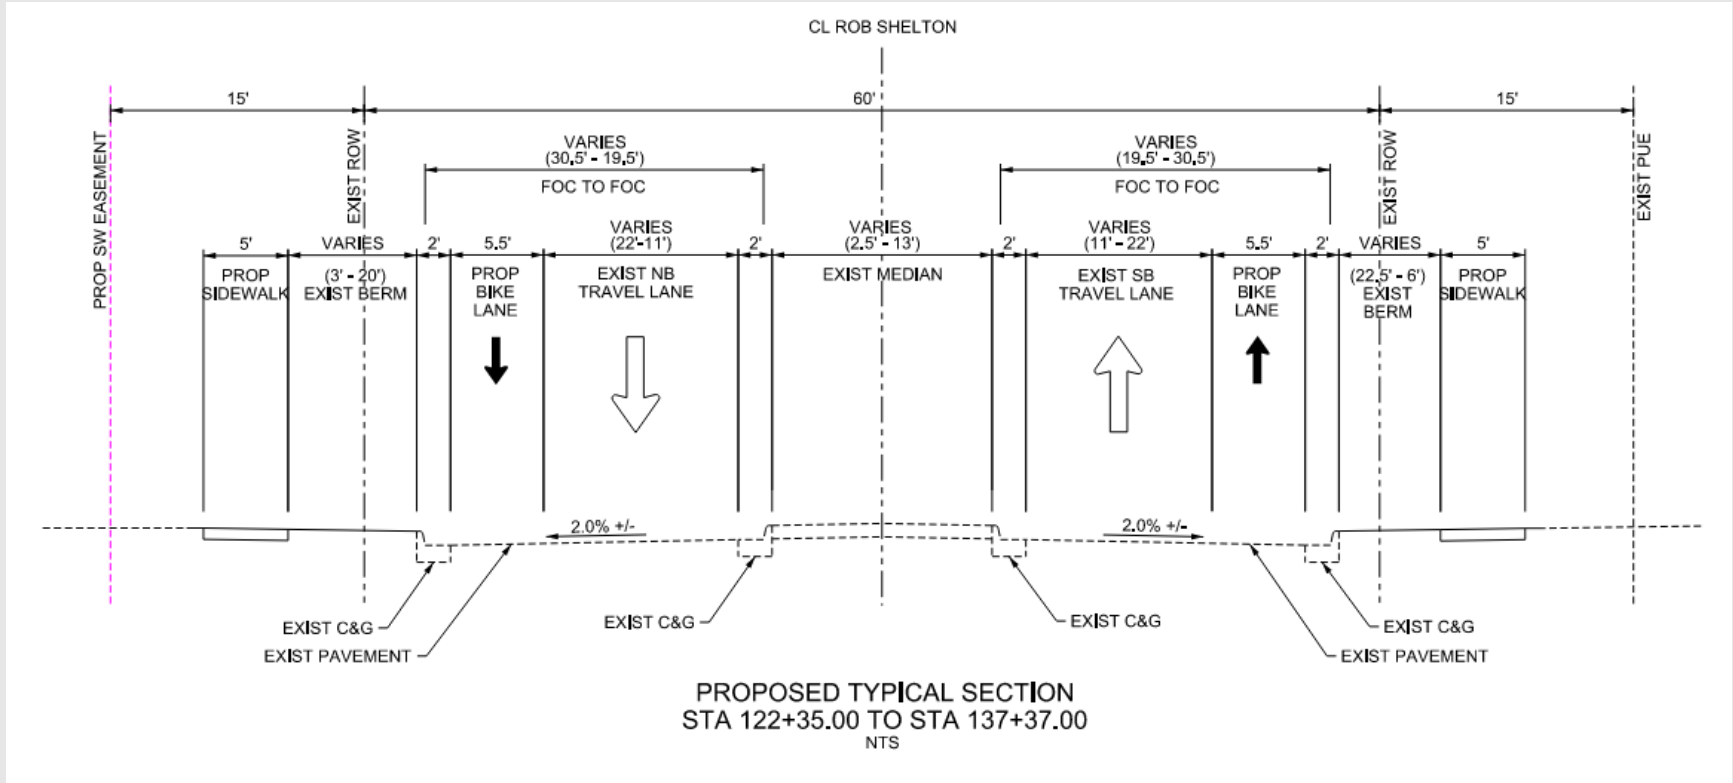 CL ROB SHELTON
15'
60'
15'
PROP SW EASEMENT
EXIST ROW
EXIST ROW
EXIST PUE
VARIES
(30.5' - 19.5')
FOC TO FOC
VARIES
(19.5' - 30.5')
FOC TO FOC
5'
PROP
SIDEWALK
VARIES
(3' - 20')
EXIST BERM
2'
5.5'
PROP
BIKE
LANE
VARIES
(22'-11')
EXIST NB
TRAVEL LANE
2'
VARIES
(2.5' - 13')
EXIST MEDIAN
2'
VARIES
(11' - 22')
EXIST SB
TRAVEL LANE
5.5'
PROP
BIKE
LANE
2'
VARIES
(22.5' - 6')
EXIST
BERM
5'
PROP
SIDEWALK
2.0% +/-
2.0% +/-
EXIST C&G
EXIST PAVEMENT
EXIST C&G
EXIST C&G
EXIST C&G
EXIST PAVEMENT
PROPOSED TYPICAL SECTION
STA 122+35.00 TO STA 137+37.00
NTS